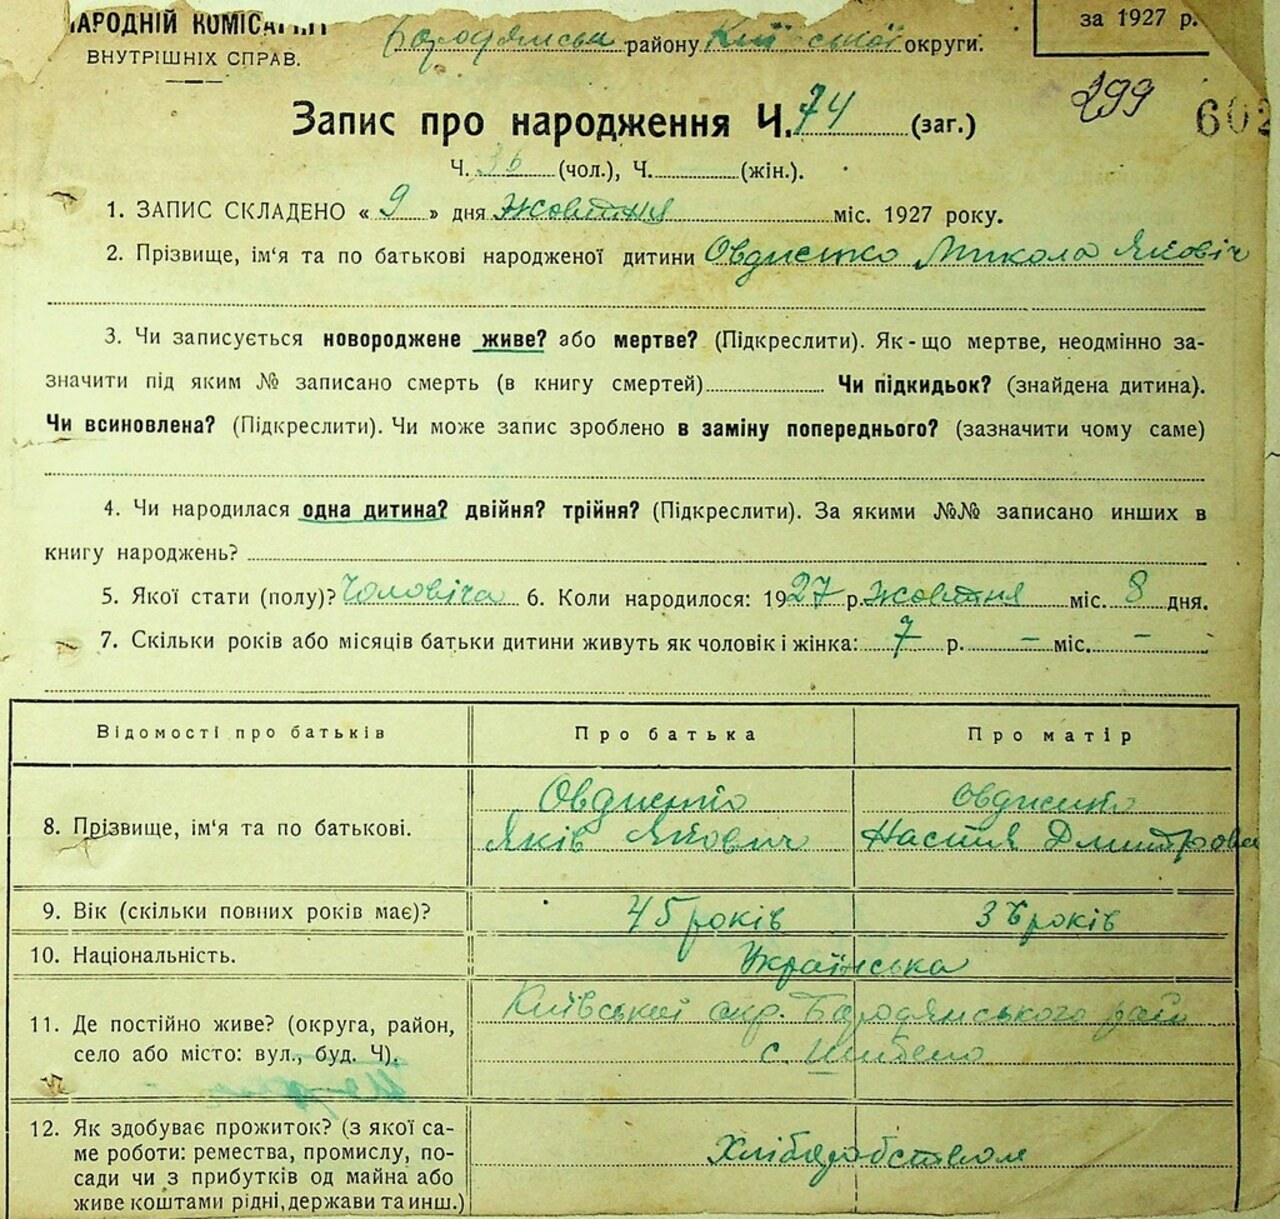 НАРОДНІЙ КОМІСАРІЯТ
ВНУТРІШНІХ СПРАВ.
Бородянськ району Київської округи.
за 1927 р.
299
602
Запис про народження Ч. 74 (заг.)
Ч. 36 (чол.), Ч. (жін.).
1. ЗАПИС СКЛАДЕНО « 9 » дня Жовтня міс. 1927 року.
2. Прізвище, ім'я та по батькові народженої дитини Овдиєнко Микола Якович
3. Чи записується новороджене живе? або мертве? (Підкреслити). Як-що мертве, неодмінно за-
значити під яким № записано смерть (в книгу смертей) Чи підкидьок? (знайдена дитина).
Чи всиновлена? (Підкреслити). Чи може запис зроблено в заміну попереднього? (зазначити чому саме)
4. Чи народилася одна дитина? двійня? трійня? (Підкреслити). За якими №№ записано инших в
книгу народжень?
5. Якої стати (полу)? Чоловіча 6. Коли народилося: 1927 р. Жовтня міс. 8 дня.
7. Скільки років або місяців батьки дитини живуть як чоловік і жінка: 7 р. – міс. –
Відомості про батьків Про батька Про матір
8. Прізвище, ім'я та по батькові. Овдиенко Овдиенко
Яків Якович Настя Дмитрова
9. Вік (скільки повних років має)? 45 років 36 років
10. Національність. Українська
11. Де постійно живе? (округа, район, Київської окр. Бородянського рай
село або місто: вул., буд. Ч). с. Шибено
12. Як здобуває прожиток? (з якої са-
ме роботи: ремества, промислу, по- Хліборобством
сади чи з прибутків од майна або
живе коштами рідні, держави та инш.)